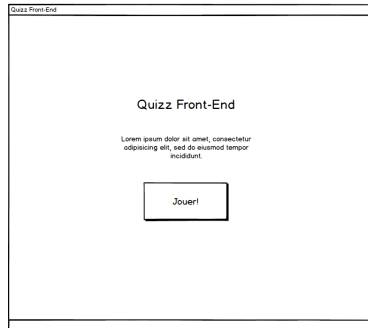 Quizz Front-End
Quizz Front-End
Lorem ipsum dolor sit amet, consectetur
adipisicing elit, sed do eiusmod tempor
incididunt.
Jouer!